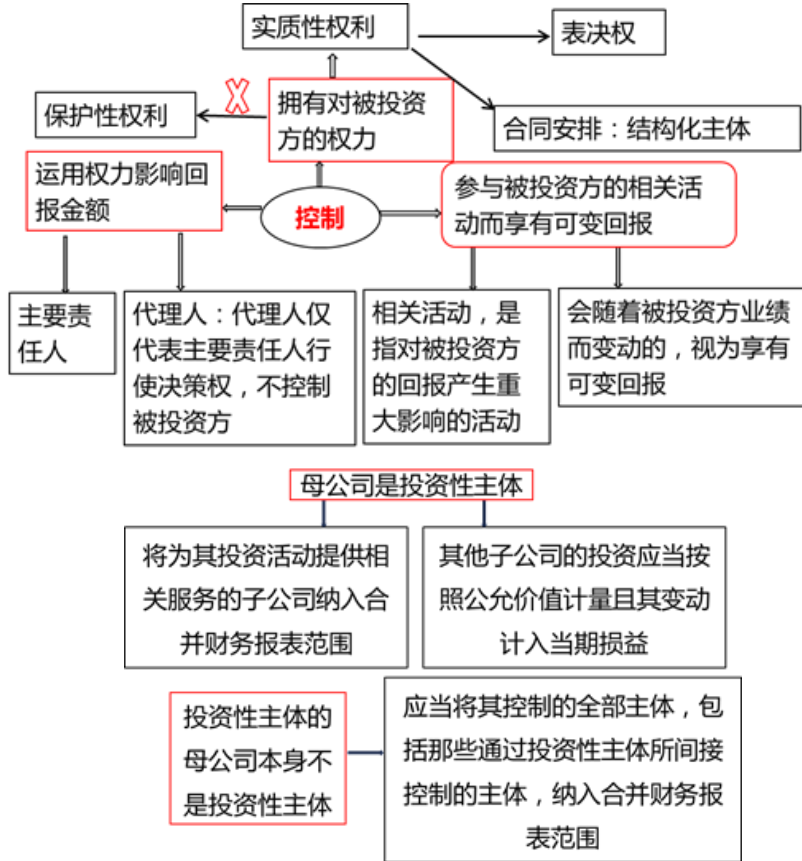 实质性权利
表决权
保护性权利
X
拥有对被投资
方的权力
合同安排：结构化主体
运用权力影响回
报金额
控制
参与被投资方的相关活
动而享有可变回报
主要责
任人
代理人：代理人仅
代表主要责任人行
使决策权，不控制
被投资方
相关活动，是
指对被投资方
的回报产生重
大影响的活动
会随着被投资方业绩
而变动的，视为享有
可变回报
母公司是投资性主体
将为其投资活动提供相
关服务的子公司纳入合
并财务报表范围
其他子公司的投资应当按
照公允价值计量且其变动
计入当期损益
投资性主体的
母公司本身不
是投资性主体
应当将其控制的全部主体，包
括那些通过投资性主体所间接
控制的主体，纳入合并财务报
表范围